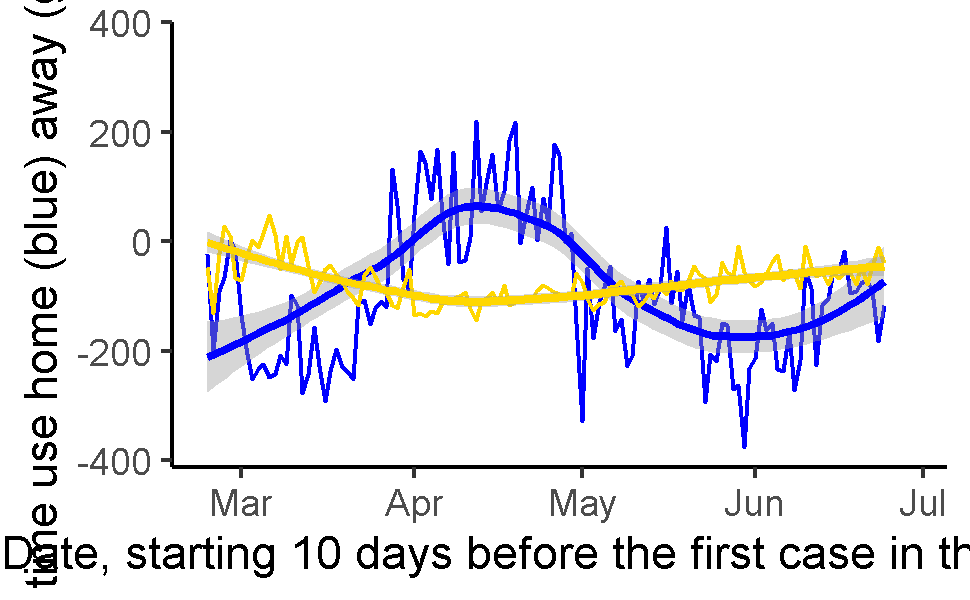 400
200
0
-200
-400
time use home (blue) away (
Mar Apr May Jun Jul
Date, starting 10 days before the first case in th